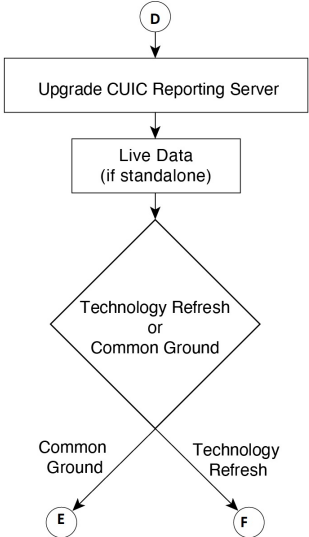 D
Upgrade CUIC Reporting Server
Live Data
(if standalone)
Technology Refresh
or
Common Ground
Common
Ground
Technology
Refresh
E
F